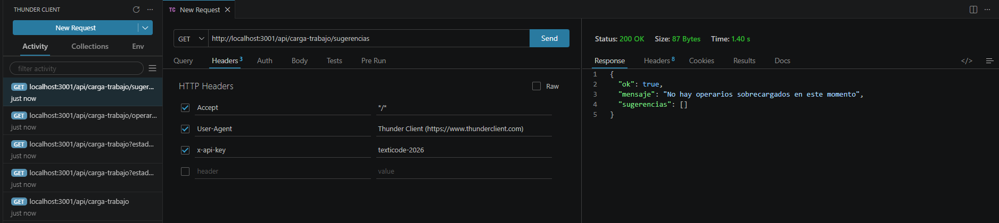 THUNDER CLIENT
New Request
Activity Collections Env
filter activity
GET localhost:3001/api/carga-trabajo/suger...
just now
GET localhost:3001/api/carga-trabajo/operar...
just now
GET localhost:3001/api/carga-trabajo?estad...
just now
GET localhost:3001/api/carga-trabajo?estad...
just now
GET localhost:3001/api/carga-trabajo
just now
TC New Request
GET http://localhost:3001/api/carga-trabajo/sugerencias Send
Query Headers 3 Auth Body Tests Pre Run
HTTP Headers Raw
Accept */*
User-Agent Thunder Client (https://www.thunderclient.com)
x-api-key texticode-2026
header value
Status: 200 OK Size: 87 Bytes Time: 1.40 s
Response Headers 8 Cookies Results Docs </>
1 {
2 "ok": true,
3 "mensaje": "No hay operarios sobrecargados en este momento",
4 "sugerencias": []
5 }